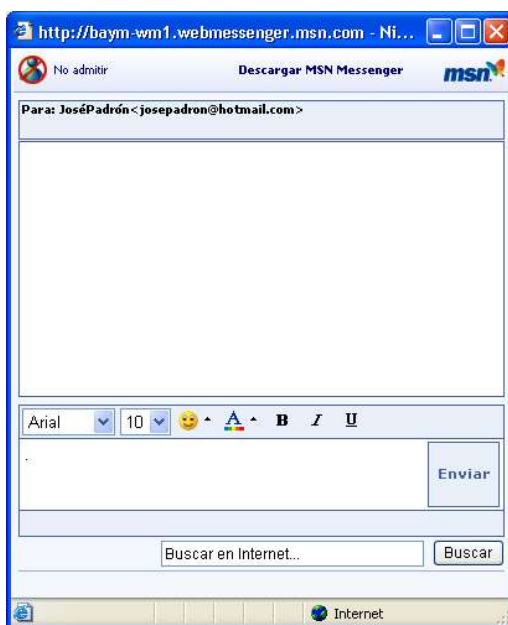 http://baym-wm1.webmessenger.msn.com - Ni...
No admitir Descargar MSN Messenger msn
Para: JoséPadrón<josepadron@hotmail.com>
Arial 10 A B I U
.
Enviar
Buscar en Internet... Buscar
Internet